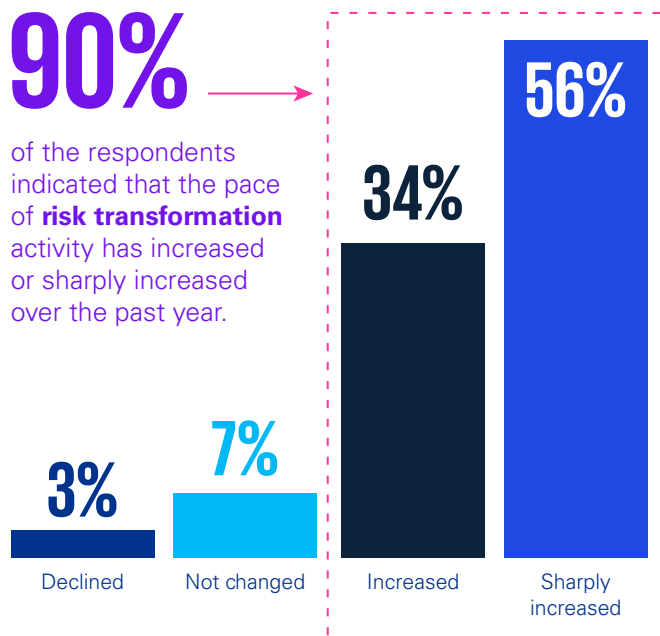 90%
of the respondents
indicated that the pace
of risk transformation
activity has increased
or sharply increased
over the past year.
3%
7%
34%
56%
Declined
Not changed
Increased
Sharply
increased